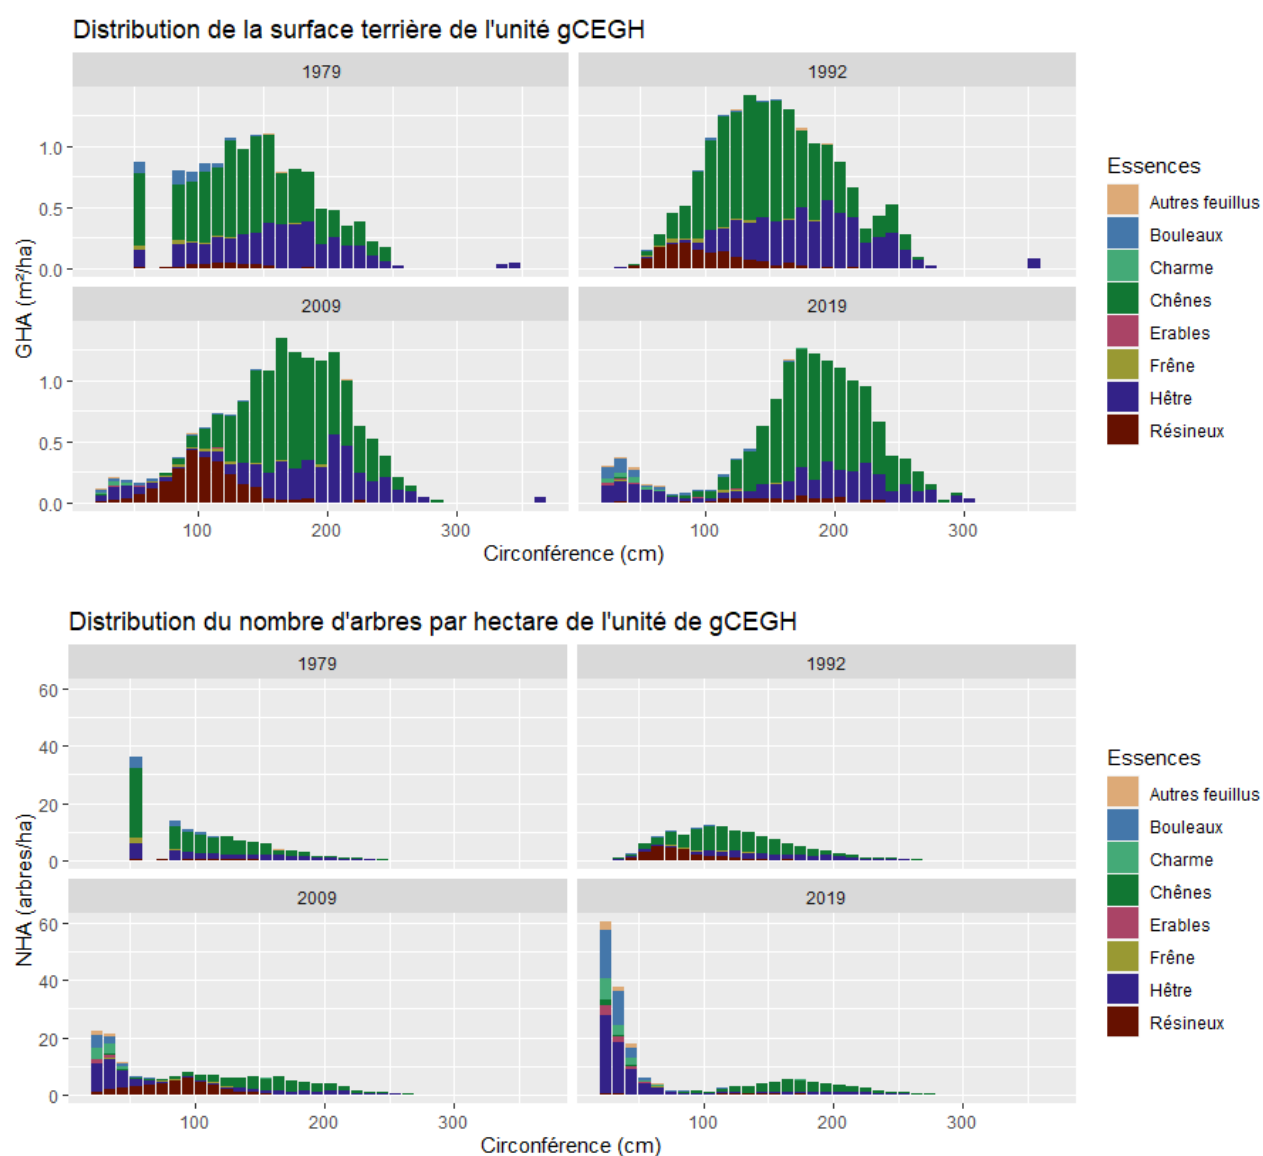 Distribution de la surface terrière de l'unité gCEGH
1979
1992
1.0
0.5
0.0
2009
2019
1.0
0.5
0.0
100
200
300
100
200
300
GHA (m²/ha)
Circonférence (cm)
Essences
Autres feuillus
Bouleaux
Charme
Chênes
Erables
Frêne
Hêtre
Résineux
Distribution du nombre d'arbres par hectare de l'unité de gCEGH
1979
1992
60
40
20
0
2009
2019
60
40
20
0
100
200
300
100
200
300
NHA (arbres/ha)
Circonférence (cm)
Essences
Autres feuillus
Bouleaux
Charme
Chênes
Erables
Frêne
Hêtre
Résineux